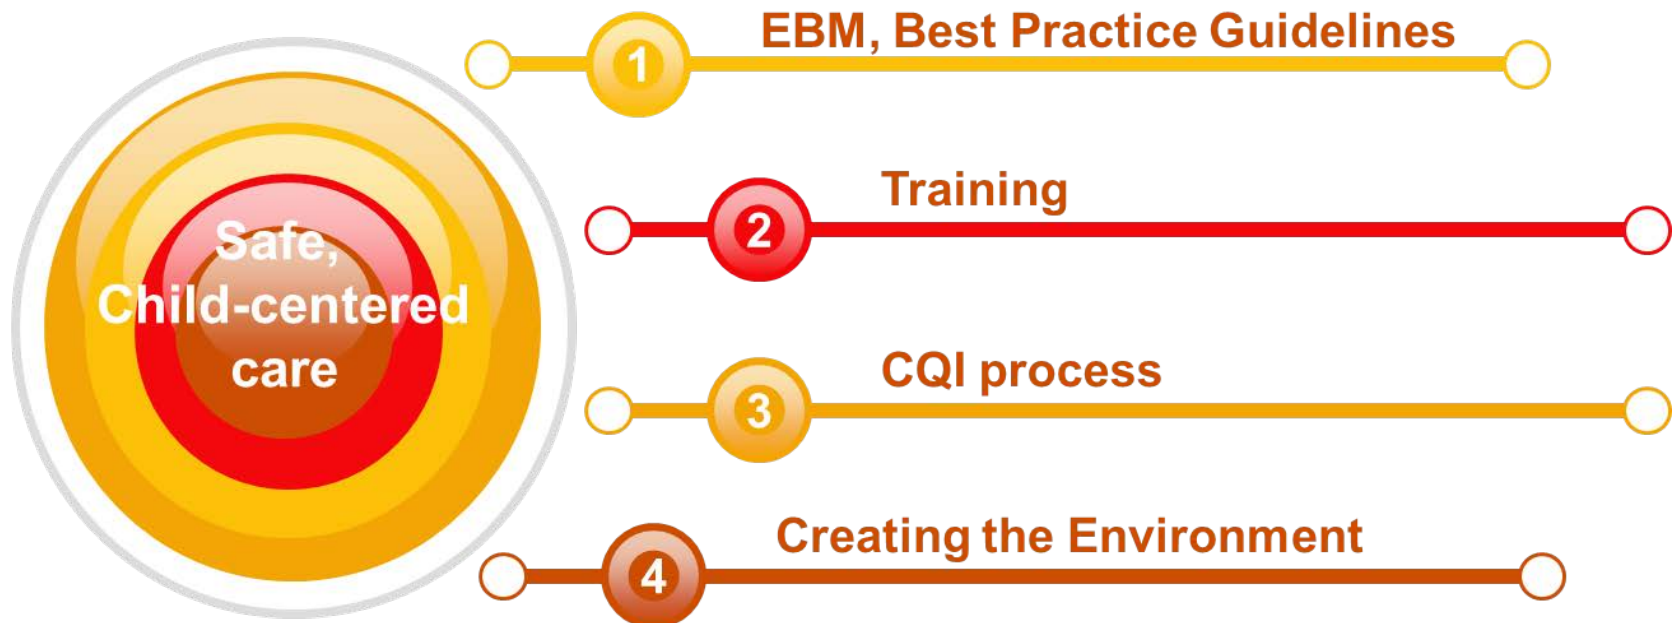 Safe,
Child-centered
care
1
EBM, Best Practice Guidelines
2
Training
3
CQI process
4
Creating the Environment